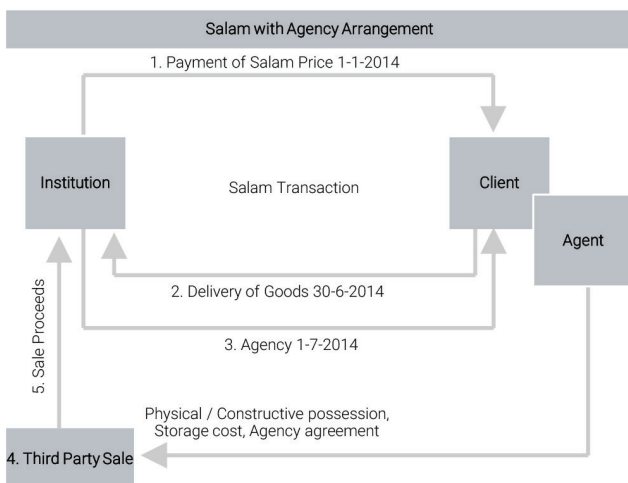 Salam with Agency Arrangement
1. Payment of Salam Price 1-1-2014
Institution
Salam Transaction
Client
Agent
2. Delivery of Goods 30-6-2014
3. Agency 1-7-2014
5. Sale Proceeds
Physical / Constructive possession,
Storage cost, Agency agreement
4. Third Party Sale